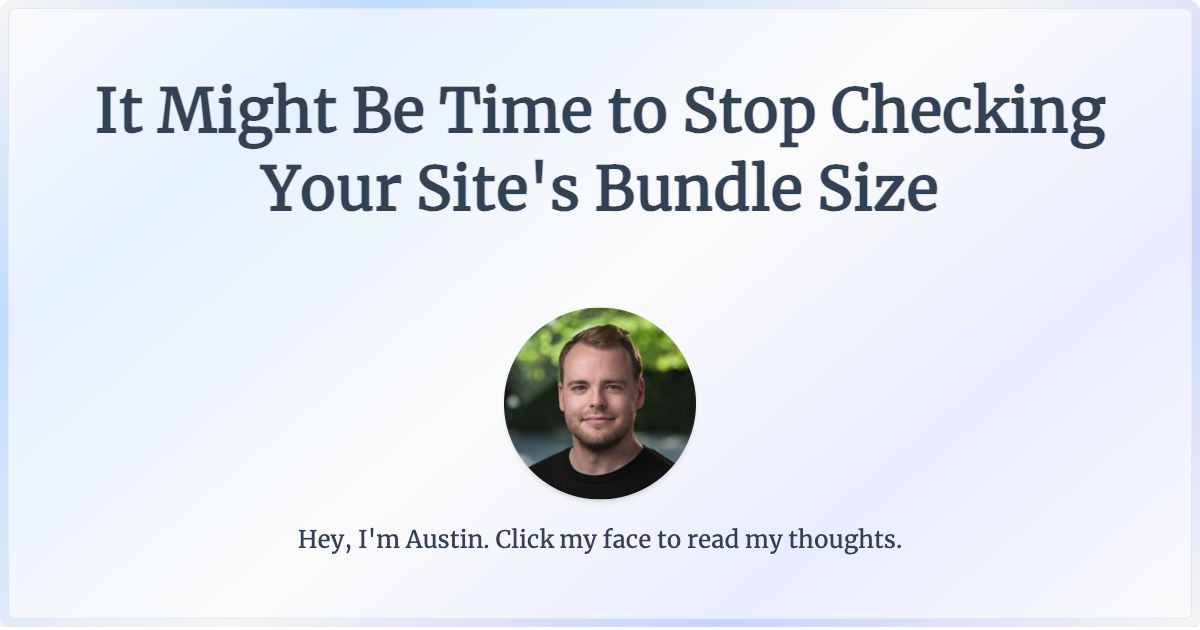 It Might Be Time to Stop Checking
Your Site's Bundle Size
Hey, I'm Austin. Click my face to read my thoughts.